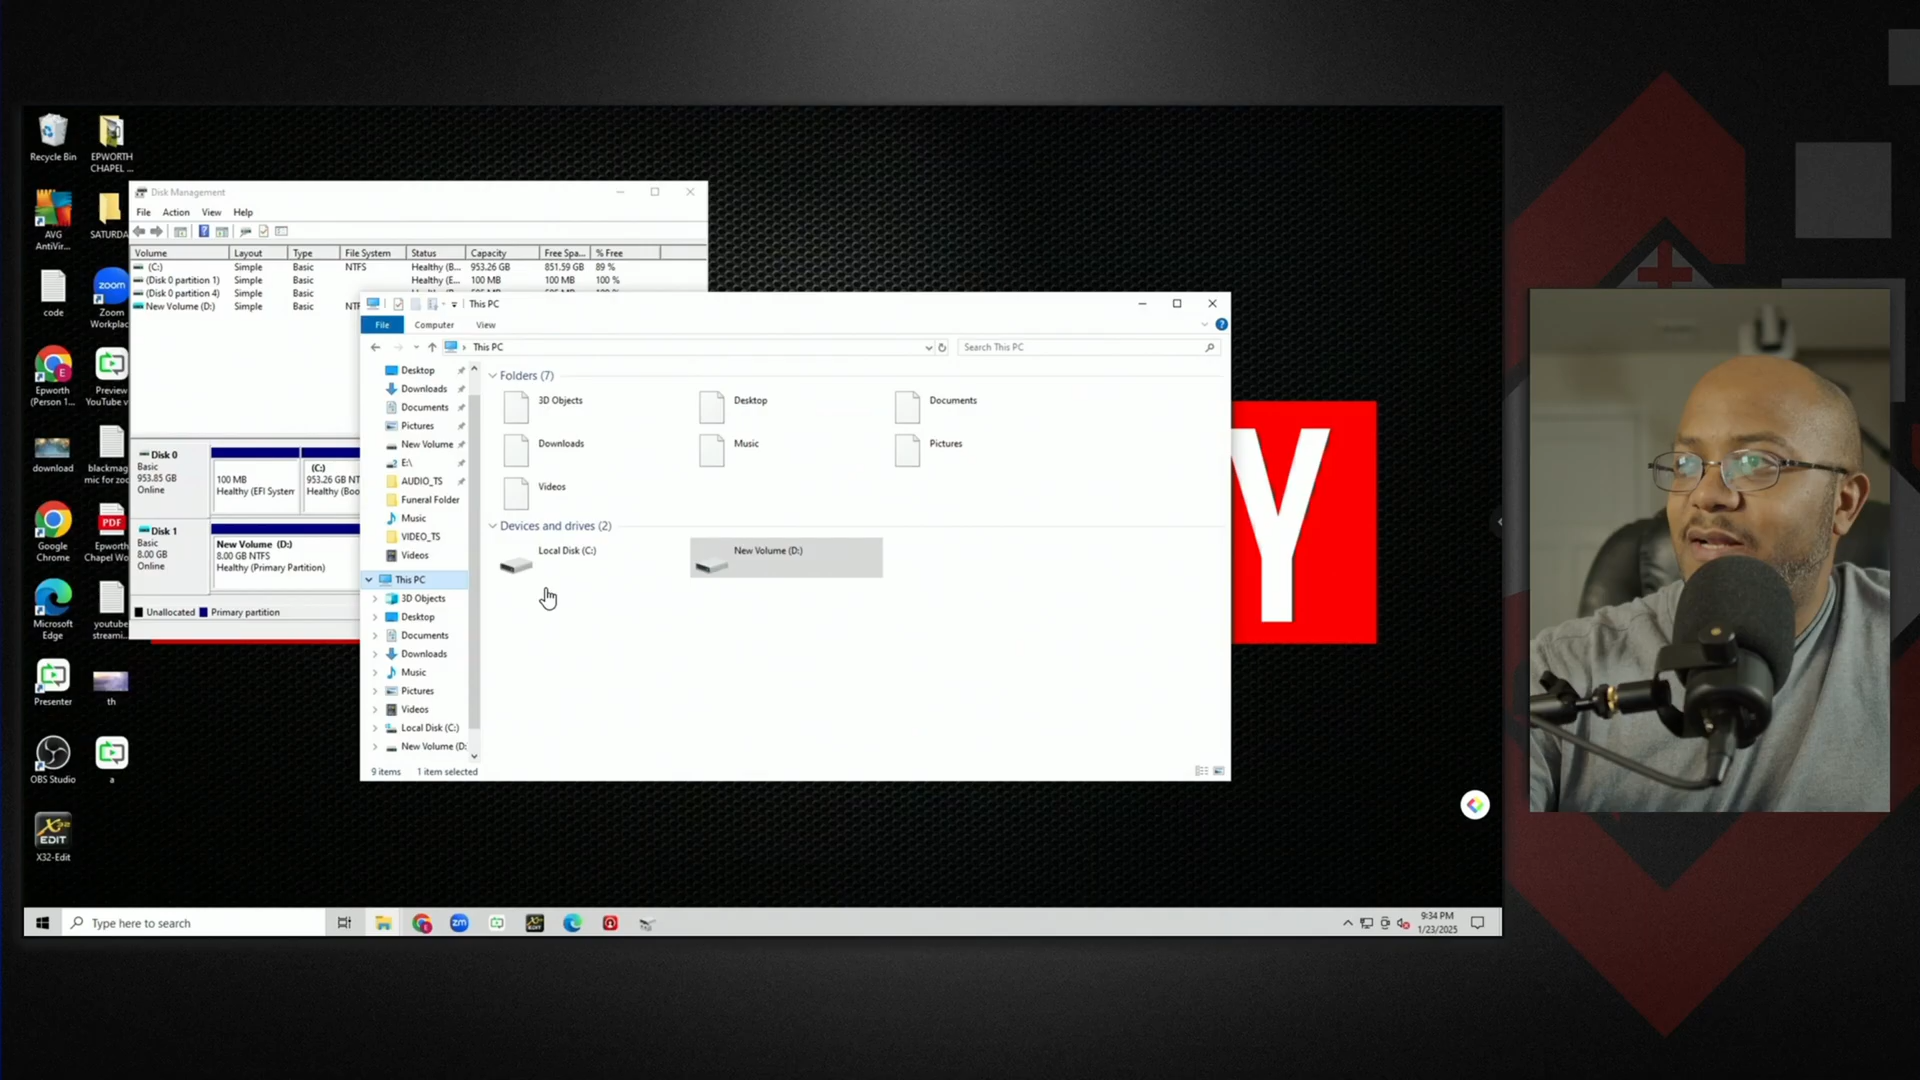 Recycle Bin
EPWORTH
CHAPEL ...
AVG
AntiVir...
SATURDA
code
zoom
Zoom
Workplac
Epworth
(Person 1...
Preview
YouTube v
download
blackmag
mic for zoo
Google
Chrome
PDF
Epworth
Chapel Wo
Microsoft
Edge
youtube
streami...
Presenter
th
OBS Studio
a
X32
EDIT
X32-Edit
Disk Management
File Action View Help
Volume Layout Type File System Status Capacity Free Spa... % Free
(C:) Simple Basic NTFS Healthy (B... 953.26 GB 851.59 GB 89 %
(Disk 0 partition 1) Simple Basic Healthy (E... 100 MB 100 MB 100 %
(Disk 0 partition 4) Simple Basic
New Volume (D:) Simple Basic NTF
Disk 0
Basic
953.85 GB
Online
100 MB
Healthy (EFI System
(C:)
953.26 GB NT
Healthy (Boo
Disk 1
Basic
8.00 GB
Online
New Volume (D:)
8.00 GB NTFS
Healthy (Primary Partition)
Unallocated Primary partition
This PC
File Computer View
This PC
Search This PC
Desktop
Downloads
Documents
Pictures
New Volume
E:\
AUDIO_TS
Funeral Folder
Music
VIDEO_TS
Videos
This PC
3D Objects
Desktop
Documents
Downloads
Music
Pictures
Videos
Local Disk (C:)
New Volume (D:
Folders (7)
3D Objects Desktop Documents
Downloads Music Pictures
Videos
Devices and drives (2)
Local Disk (C:) New Volume (D:)
9 items 1 item selected
Y
Type here to search
zm
9:34 PM
1/23/2025